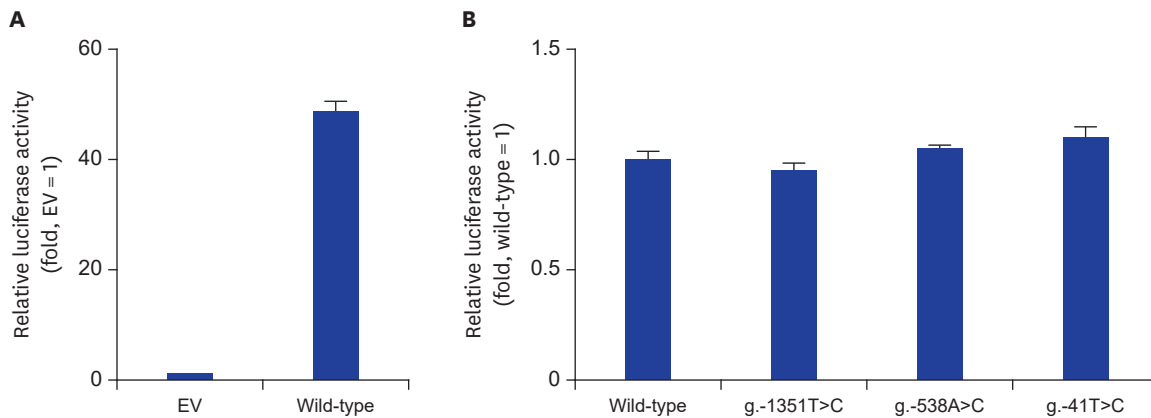 A
Relative luciferase activity
(fold, EV = 1)
60
40
20
0
EV
Wild-type
B
Relative luciferase activity
(fold, wild-type = 1)
1.5
1.0
0.5
0
Wild-type
g.-1351T>C
g.-538A>C
g.-41T>C